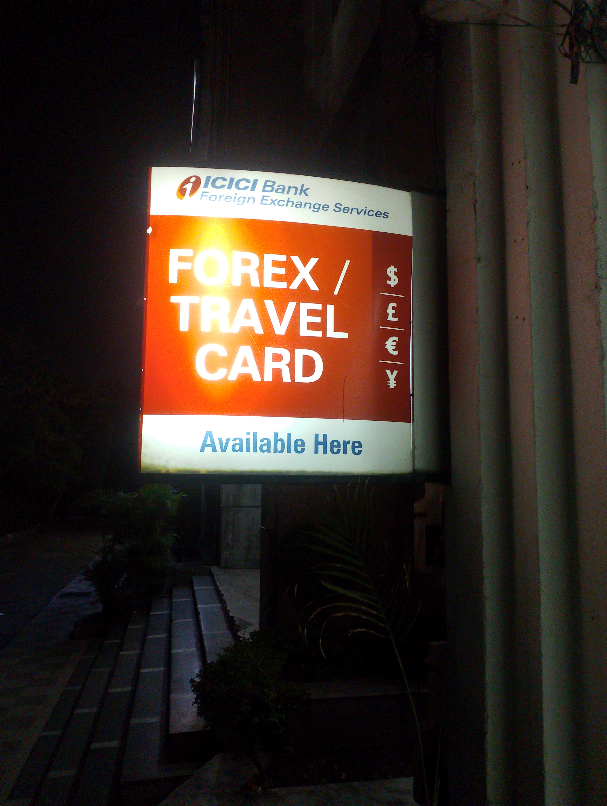 ICICI Bank
Foreign Exchange Services
FOREX /
TRAVEL
CARD
$
£
€
¥
Available Here